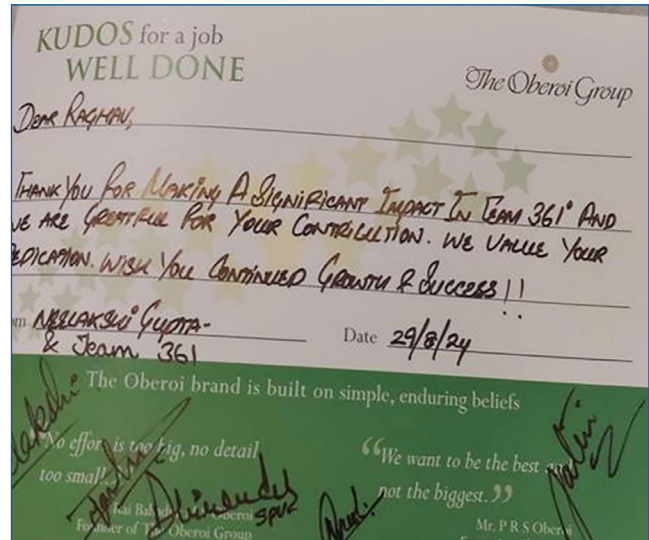 KUDOS for a job
WELL DONE
The Oberoi Group
DEAR RAGHAV,
THANK YOU FOR MAKING A SIGNIFICANT IMPACT IN TEAM 361° AND
WE ARE GREATFUL FOR YOUR CONTRIBUTION. WE VALUE YOUR
DEDICATION. WISH YOU CONTINUED GROWTH & SUCCESS!!
om NEELAKSHI GUPTA-
& Team 361
Date 29/8/24
The Oberoi brand is built on simple, enduring beliefs
No effort is too big, no detail
too small.
Rai Bahadur Oberoi
Founder of The Oberoi Group
“We want to be the best and
not the biggest.”
Mr. P R S Oberoi